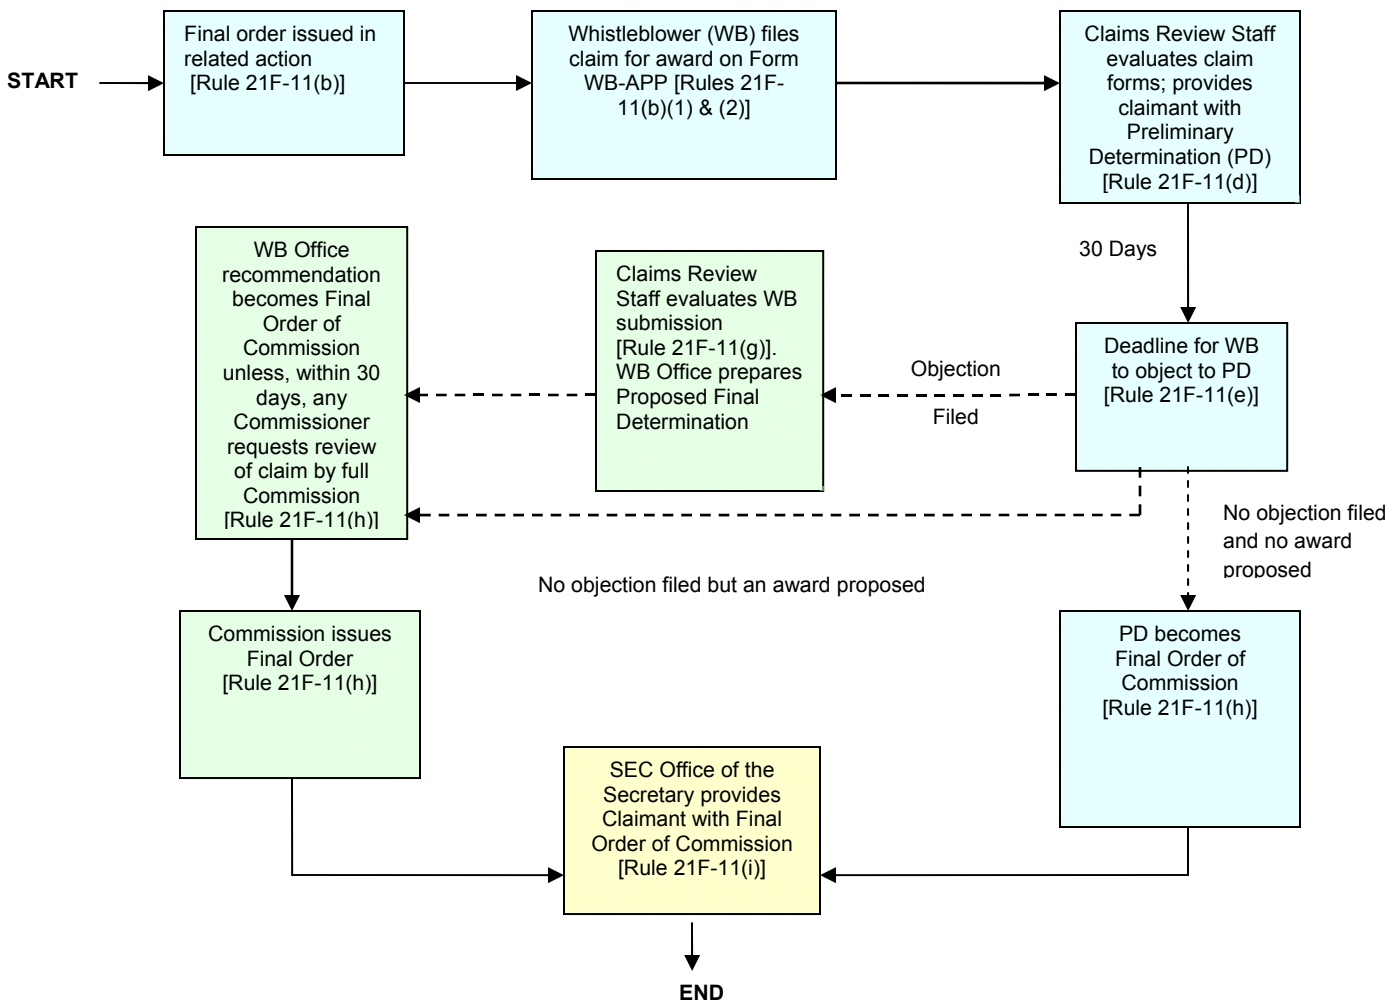 START
Final order issued in
related action
[Rule 21F-11(b)]
Whistleblower (WB) files
claim for award on Form
WB-APP [Rules 21F-
11(b)(1) & (2)]
Claims Review Staff
evaluates claim
forms; provides
claimant with
Preliminary
Determination (PD)
[Rule 21F-11(d)]
30 Days
Deadline for WB
to object to PD
[Rule 21F-11(e)]
Objection
Filed
Claims Review
Staff evaluates WB
submission
[Rule 21F-11(g)].
WB Office prepares
Proposed Final
Determination
WB Office
recommendation
becomes Final
Order of
Commission
unless, within 30
days, any
Commissioner
requests review
of claim by full
Commission
[Rule 21F-11(h)]
No objection filed
and no award
proposed
No objection filed but an award proposed
Commission issues
Final Order
[Rule 21F-11(h)]
PD becomes
Final Order of
Commission
[Rule 21F-11(h)]
SEC Office of the
Secretary provides
Claimant with Final
Order of Commission
[Rule 21F-11(i)]
END